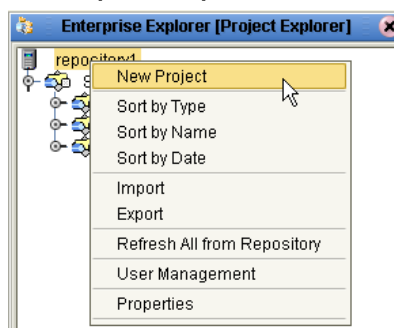 Enterprise Explorer [Project Explorer]
repository1
New Project
Sort by Type
Sort by Name
Sort by Date
Import
Export
Refresh All from Repository
User Management
Properties